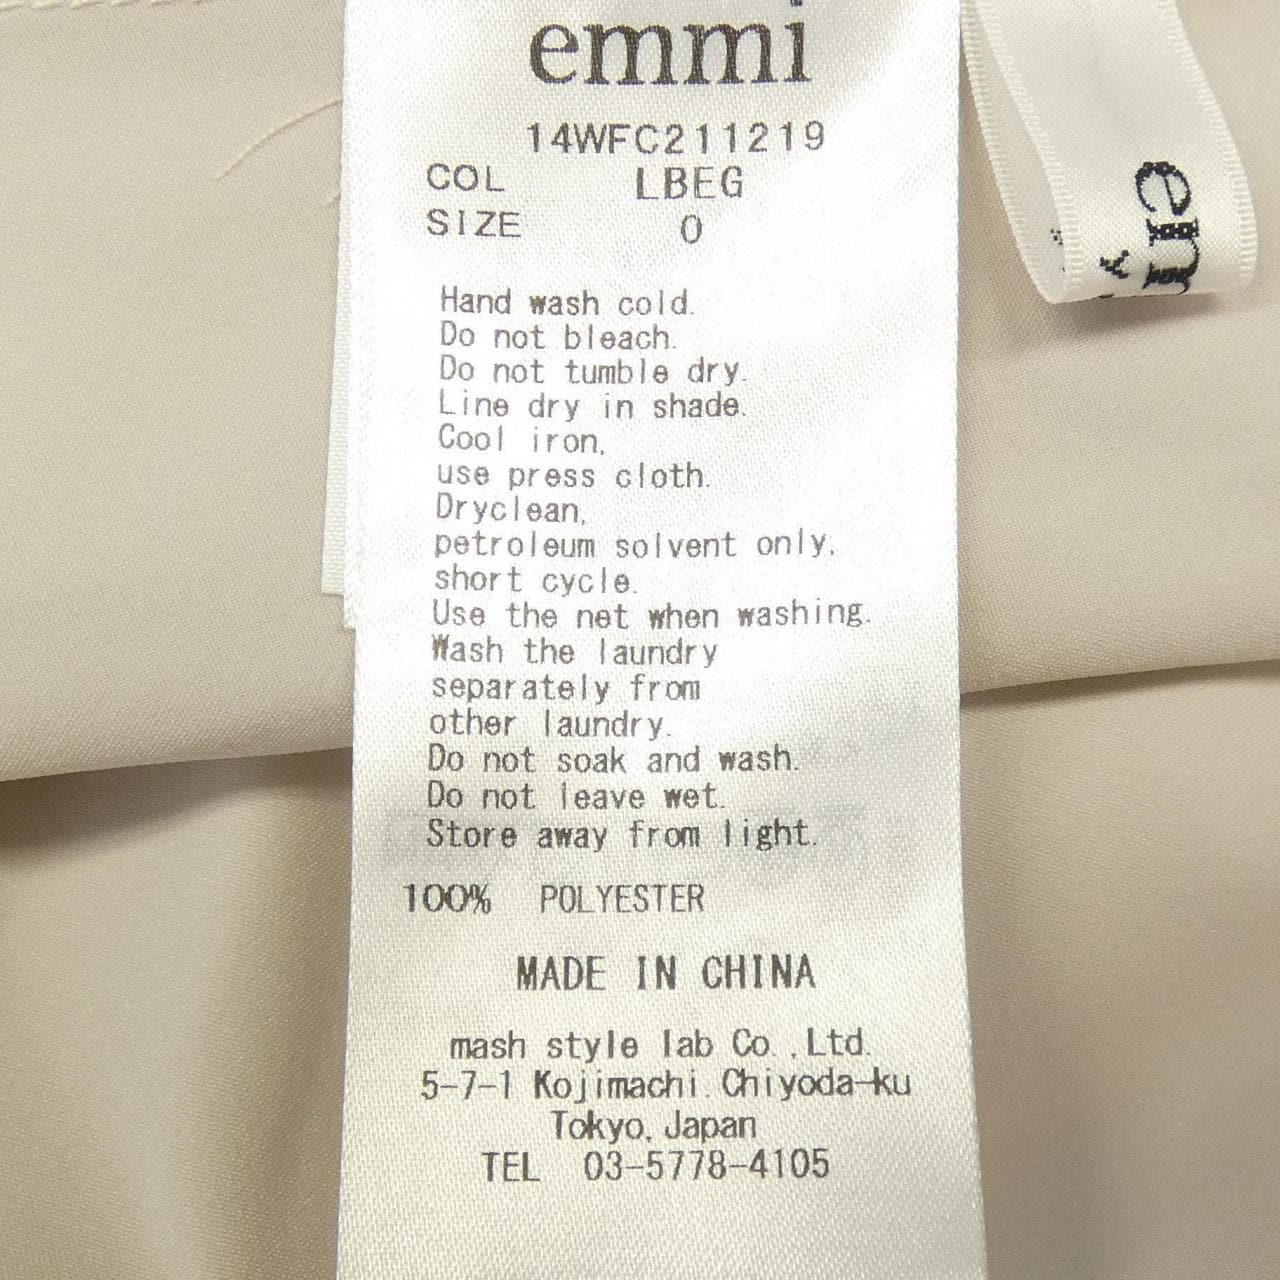 emmi
14WFC211219
COL LBEG
SIZE 0
Hand wash cold.
Do not bleach.
Do not tumble dry.
Line dry in shade.
Cool iron,
use press cloth.
Dryclean,
petroleum solvent only,
short cycle.
Use the net when washing.
Wash the laundry
separately from
other laundry.
Do not soak and wash.
Do not leave wet.
Store away from light.
100% POLYESTER
MADE IN CHINA
mash style lab Co.,Ltd.
5-7-1 Kojimachi.Chiyoda-ku
Tokyo,Japan
TEL 03-5778-4105